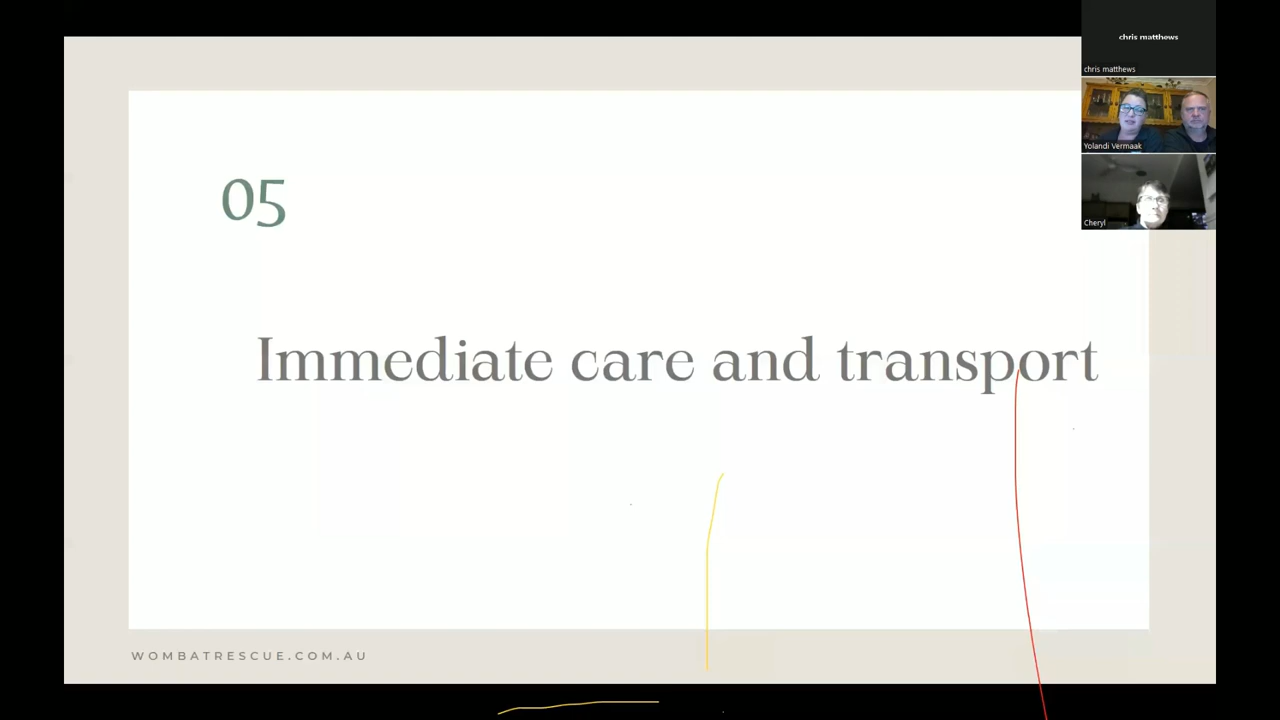 chris matthews
chris matthews
Yolandi Vermaak
Cheryl
05
Immediate care and transport
WOMBATRESCUE.COM.AU